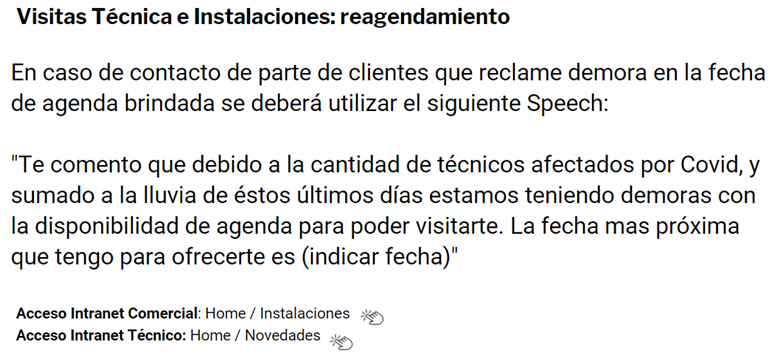 Visitas Técnica e Instalaciones: reagendamiento
En caso de contacto de parte de clientes que reclame demora en la fecha
de agenda brindada se deberá utilizar el siguiente Speech:
"Te comento que debido a la cantidad de técnicos afectados por Covid, y
sumado a la lluvia de éstos últimos días estamos teniendo demoras con
la disponibilidad de agenda para poder visitarte. La fecha mas próxima
que tengo para ofrecerte es (indicar fecha)"
Acceso Intranet Comercial: Home / Instalaciones
Acceso Intranet Técnico: Home / Novedades